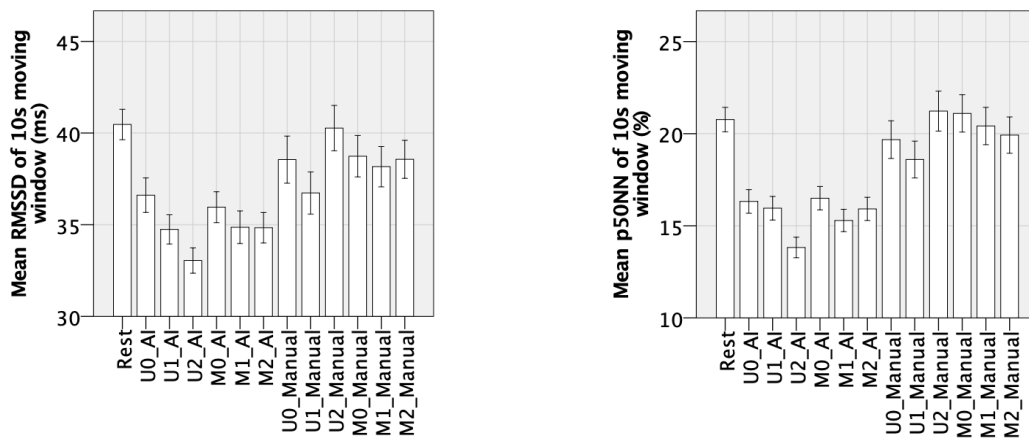 Mean RMSSD of 10s moving
window (ms)
45
40
35
30
Rest
U0_AI
U1_AI
U2_AI
M0_AI
M1_AI
M2_AI
U0_Manual
U1_Manual
U2_Manual
M0_Manual
M1_Manual
M2_Manual
Mean p50NN of 10s moving
window (%)
25
20
15
10
Rest
U0_AI
U1_AI
U2_AI
M0_AI
M1_AI
M2_AI
U0_Manual
U1_Manual
U2_Manual
M0_Manual
M1_Manual
M2_Manual